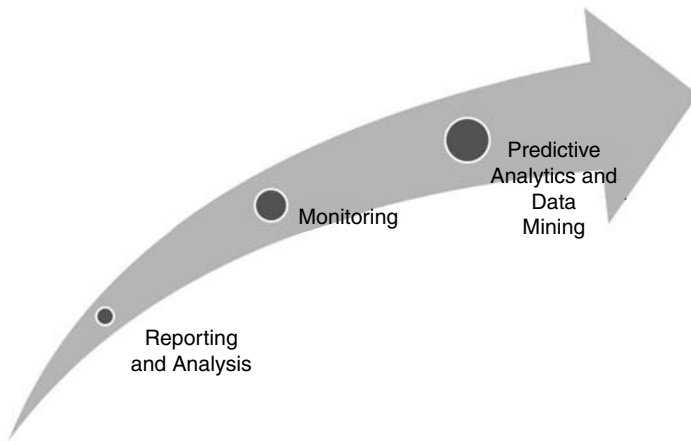 Predictive
Analytics and
Data
Mining
Monitoring
Reporting
and Analysis